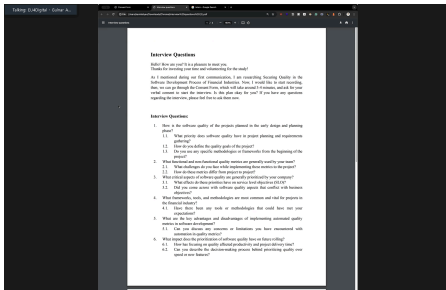 Talking: EU4Digital - Gulnar A...
Interview Questions
Hello! How are you? It is a pleasure to meet you.
Thanks for investing your time and volunteering for the study!
As I mentioned during our first communication, I am researching Securing Quality in the
Software Development Process of Financial Industries. Now, I would like to start recording,
thus, we can go through the Consent Form, which will take around 3-4 minutes, and ask for your
verbal consent to start the interview. Is this plan okay for you? If you have any questions
regarding the interview, please feel free to ask them now.
Interview Questions:
1. How is the software quality of the projects planned in the early design and planning
phase?
1.1. What priority does software quality have in project planning and requirements
gathering?
1.2. How do you define the quality goals of the project?
1.3. Do you use any specific methodologies or frameworks from the beginning of the
project?
2. What functional and non-functional quality metrics are generally used by your team?
2.1. What challenges do you face while implementing these metrics to the project?
2.2. How do these metrics differ from project to project?
3. What critical aspects of software quality are generally prioritized by your company?
3.1. What effects do these priorities have on service level objectives (SLO)?
3.2. Did you come across with software quality aspects that conflict with business
objectives?
4. What frameworks, tools, and methodologies are most common and vital for projects in
the financial industry?
4.1. Have there been any tools or methodologies that could have met your
expectations?
5. What are the key advantages and disadvantages of implementing automated quality
metrics in software development?
5.1. Can you discuss any concerns or limitations you have encountered with
automation in quality metrics?
6. What impact does the prioritization of software quality have on future rolling?
6.1. How has focusing on quality affected productivity and project delivery time?
6.2. Can you describe the decision-making process behind prioritizing quality over
speed or new features?